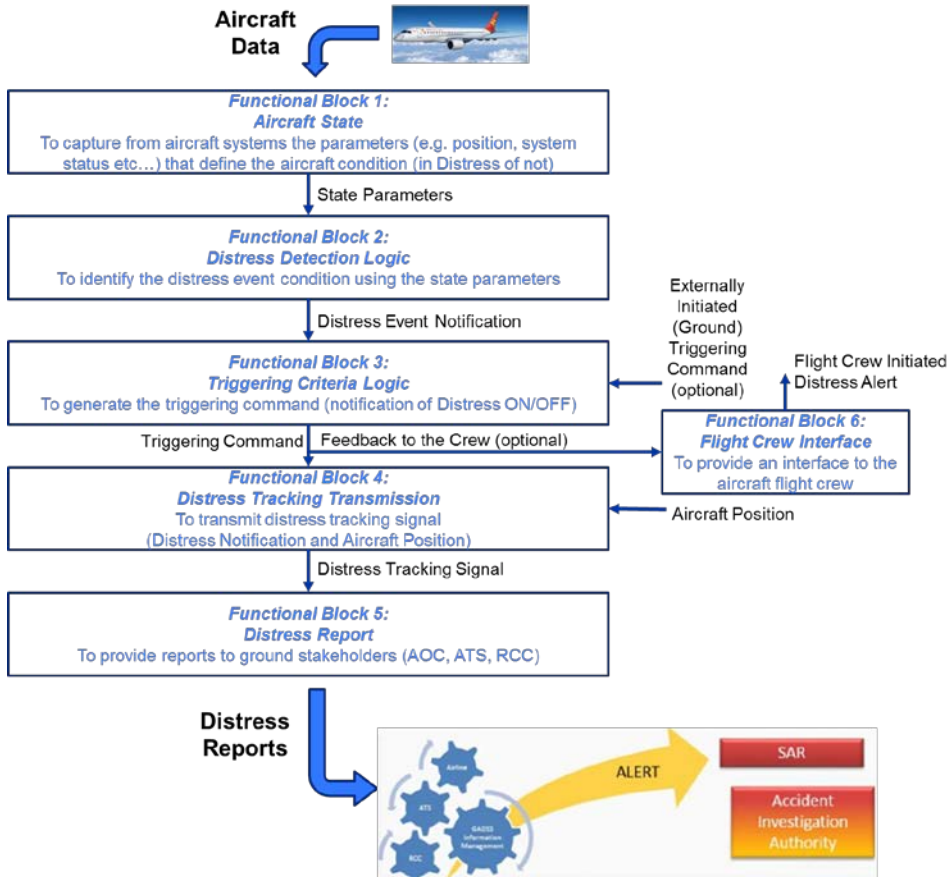 Aircraft
Data
Functional Block 1:
Aircraft State
To capture from aircraft systems the parameters (e.g. position, system
status etc...) that define the aircraft condition (in Distress of not)
State Parameters
Functional Block 2:
Distress Detection Logic
To identify the distress event condition using the state parameters
Distress Event Notification
Externally
Initiated
(Ground)
Triggering
Command
(optional)
Functional Block 3:
Triggering Criteria Logic
To generate the triggering command (notification of Distress ON/OFF)
Flight Crew Initiated
Distress Alert
Triggering Command
Feedback to the Crew (optional)
Functional Block 6:
Flight Crew Interface
To provide an interface to the
aircraft flight crew
Functional Block 4:
Distress Tracking Transmission
To transmit distress tracking signal
(Distress Notification and Aircraft Position)
Aircraft Position
Distress Tracking Signal
Functional Block 5:
Distress Report
To provide reports to ground stakeholders (AOC, ATS, RCC)
Distress
Reports
Airline
ATS
RCC
GADSS
Information
Management
ALERT
SAR
Accident
Investigation
Authority